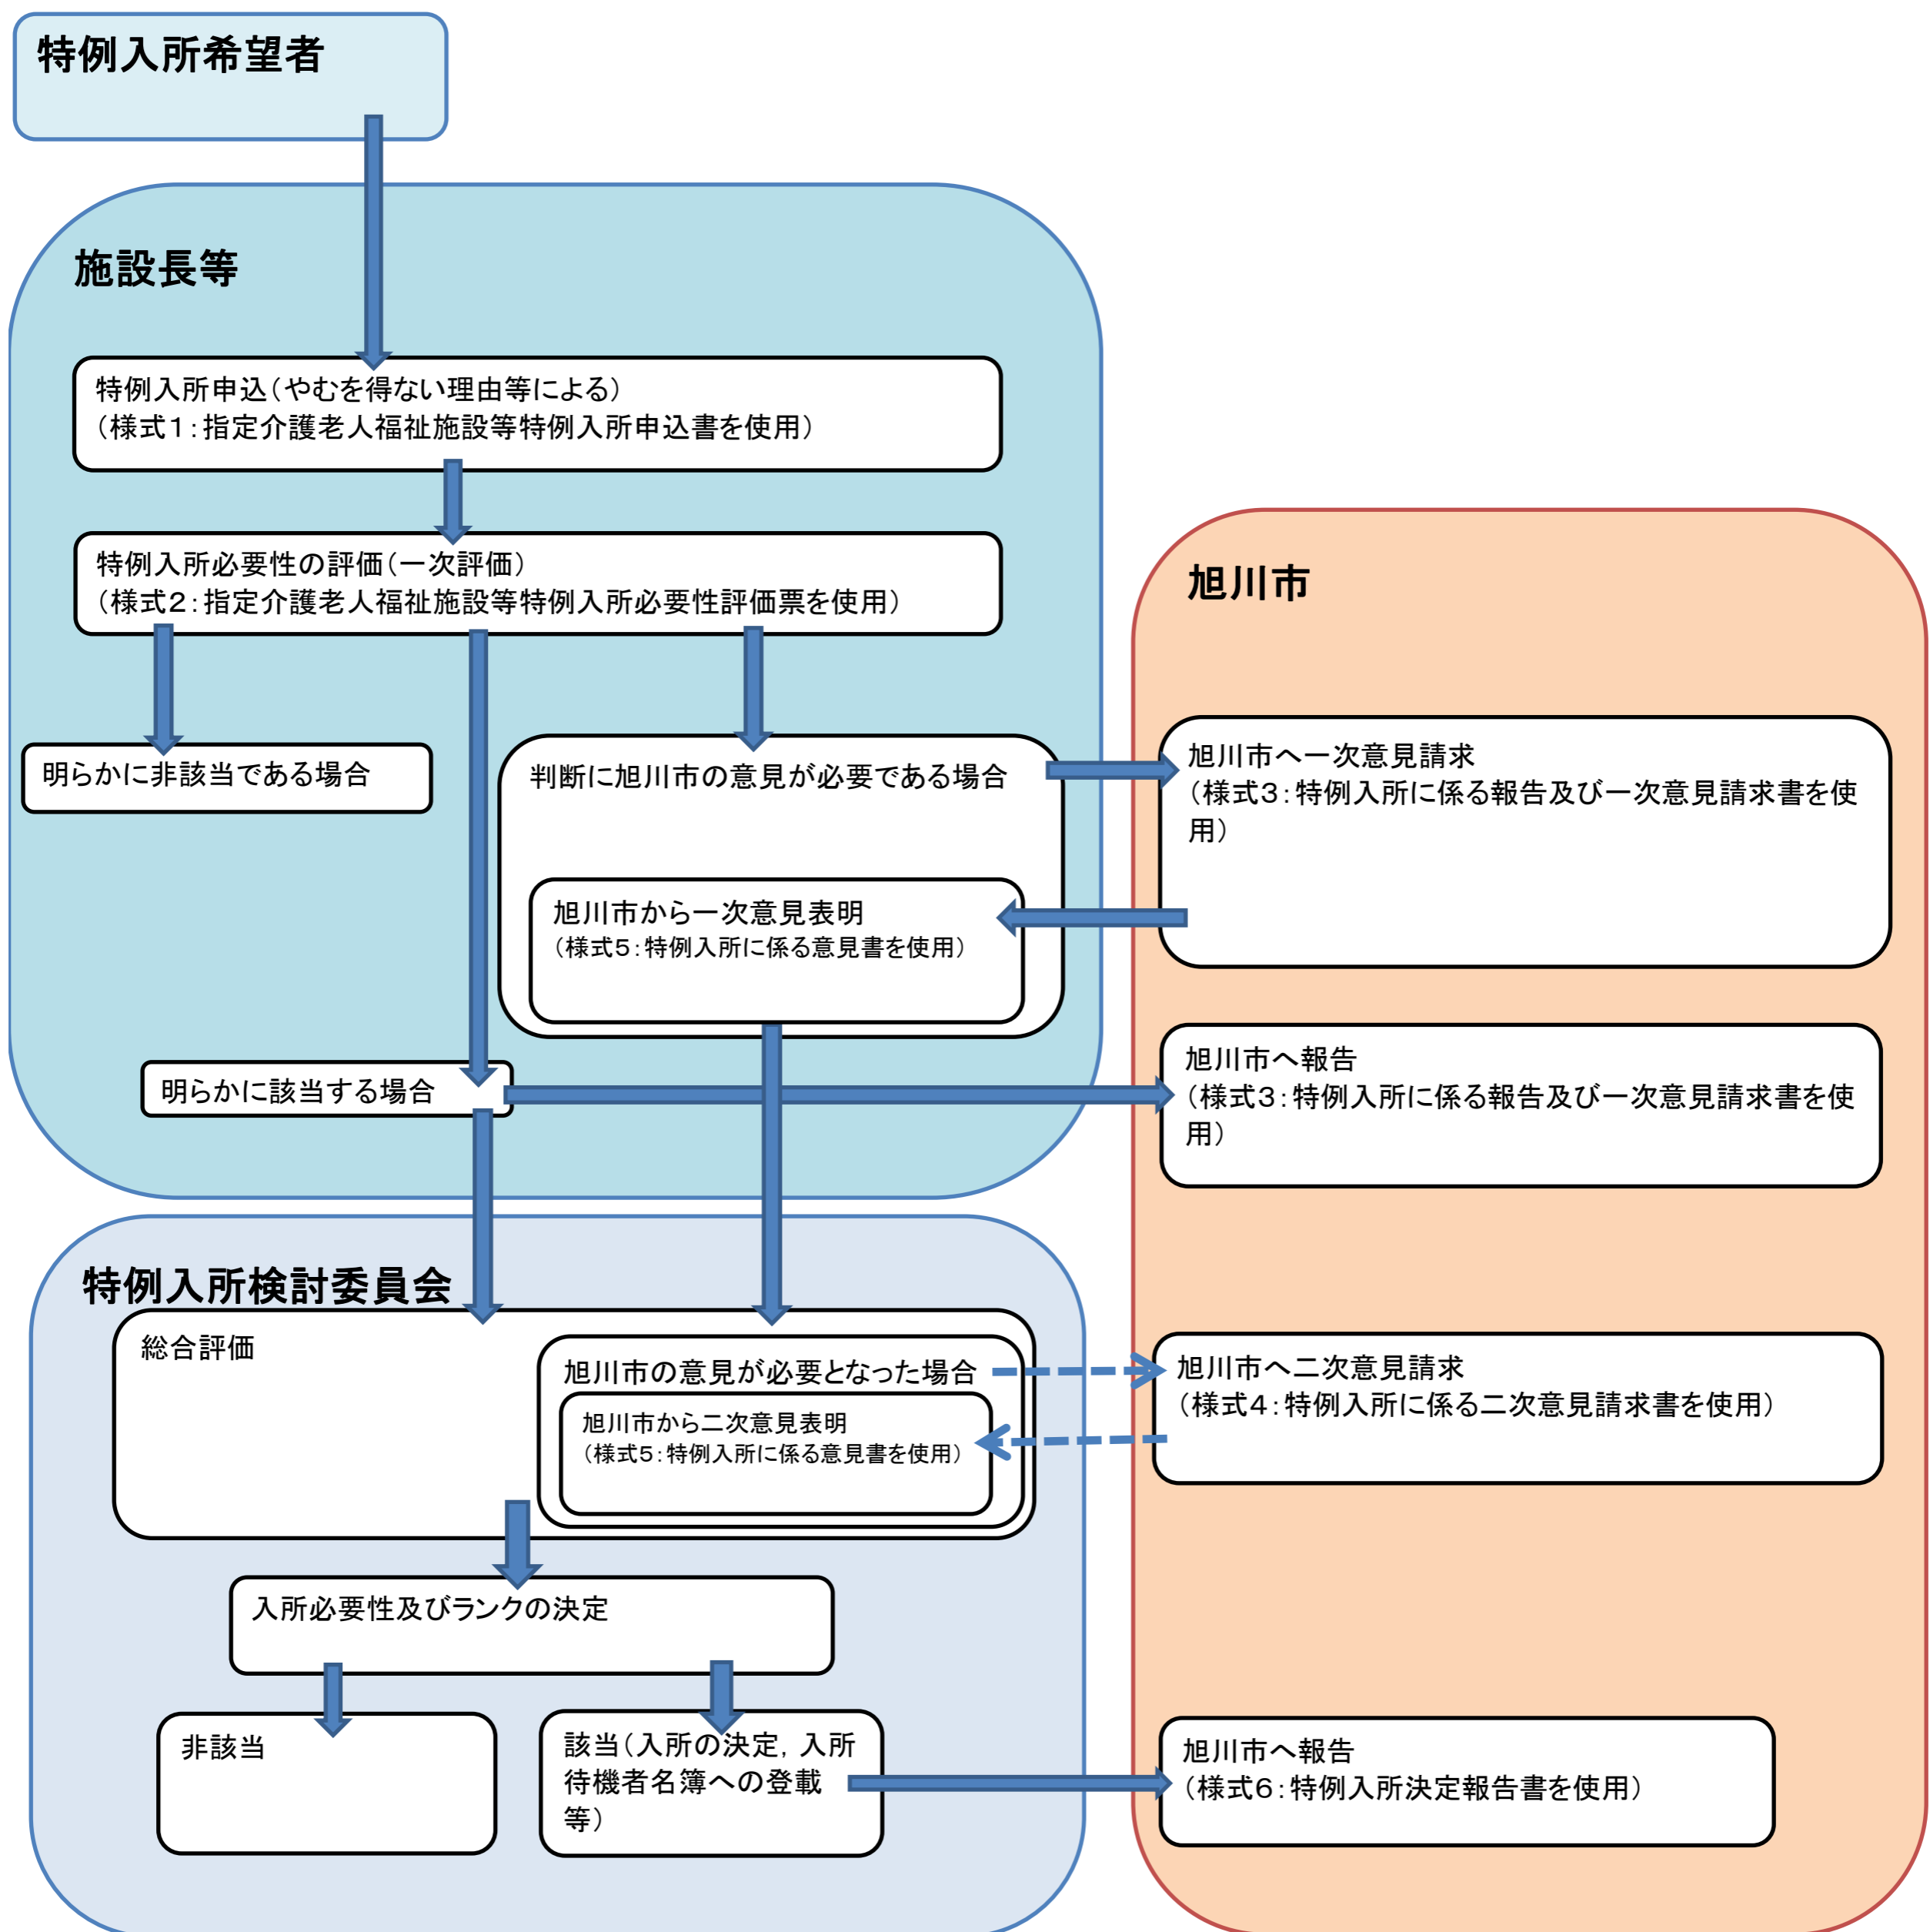 特例入所希望者
施設長等
特例入所申込（やむを得ない理由等による）
（様式１：指定介護老人福祉施設等特例入所申込書を使用）
特例入所必要性の評価（一次評価）
（様式２：指定介護老人福祉施設等特例入所必要性評価票を使用）
旭川市
明らかに非該当である場合
判断に旭川市の意見が必要である場合
旭川市へ一次意見請求
（様式３：特例入所に係る報告及び一次意見請求書を使
用）
旭川市から一次意見表明
（様式５：特例入所に係る意見書を使用）
明らかに該当する場合
旭川市へ報告
（様式３：特例入所に係る報告及び一次意見請求書を使
用）
特例入所検討委員会
総合評価
旭川市の意見が必要となった場合
旭川市から二次意見表明
（様式５：特例入所に係る意見書を使用）
旭川市へ二次意見請求
（様式４：特例入所に係る二次意見請求書を使用）
入所必要性及びランクの決定
非該当
該当（入所の決定，入所
待機者名簿への登載
等）
旭川市へ報告
（様式６：特例入所決定報告書を使用）